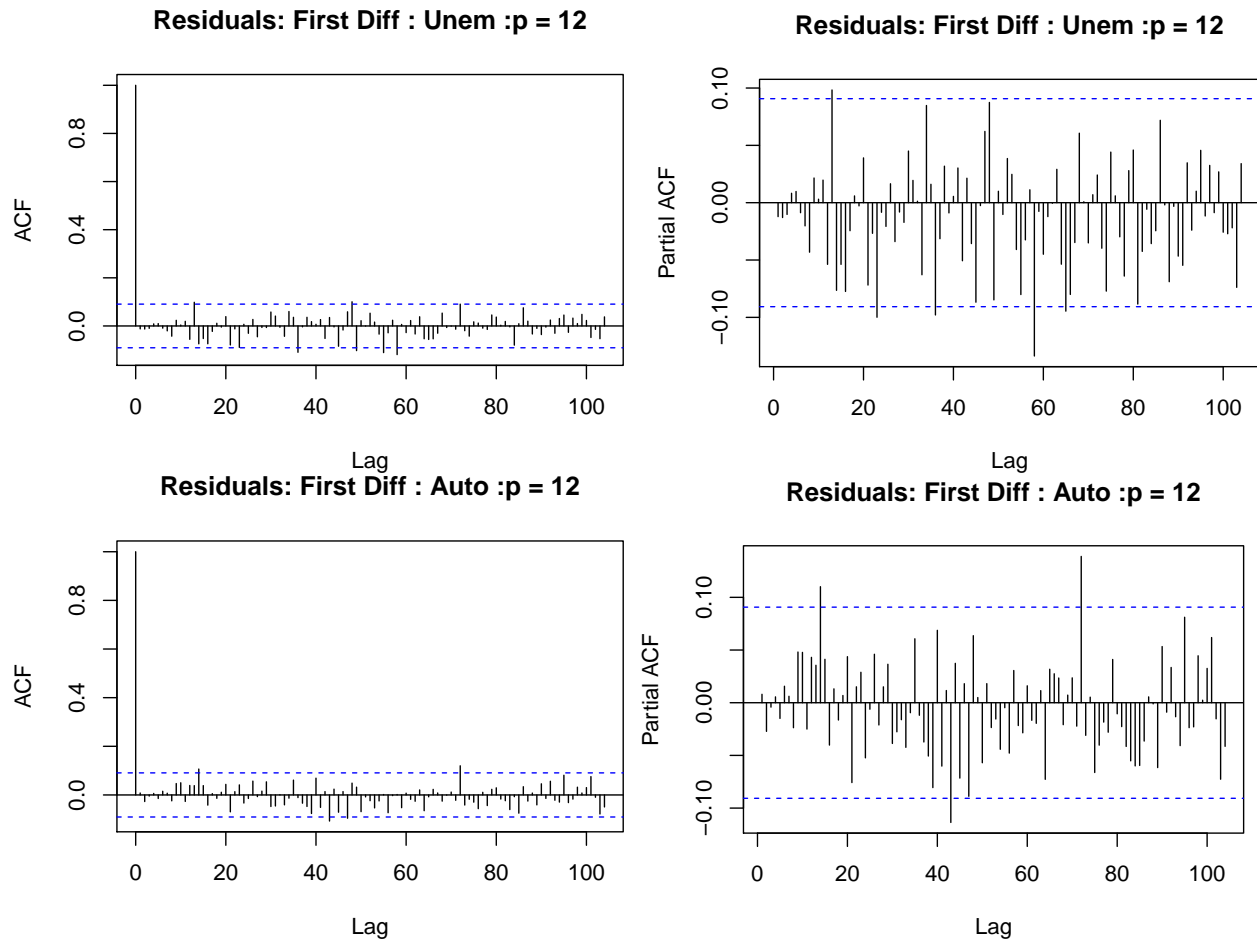 Residuals: First Diff : Unem :p = 12
ACF
0.0
0.4
0.8
0 20 40 60 80 100
Lag
Residuals: First Diff : Unem :p = 12
Partial ACF
−0.10
0.00
0.10
0 20 40 60 80 100
Lag
Residuals: First Diff : Auto :p = 12
ACF
0.0
0.4
0.8
0 20 40 60 80 100
Lag
Residuals: First Diff : Auto :p = 12
Partial ACF
−0.10
0.00
0.10
0 20 40 60 80 100
Lag